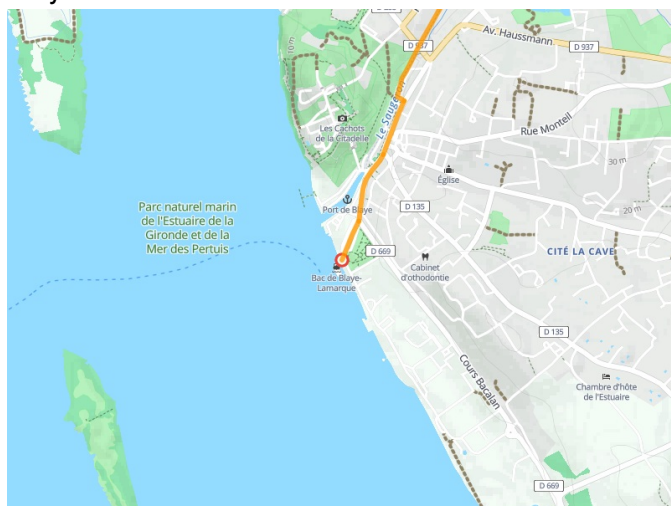 D 937
Av. Haussmann
D 937
Le Saugeron
Les Cachots
de la Citadelle
Rue Monteil
30 m
Église
20 m
Port de Blaye
D 135
Parc naturel marin
de l'Estuaire de la
Gironde et de la
Mer des Pertuis
D 669
CITÉ LA CAVE
Cabinet
d'othodontie
Bac de Blaye-
Lamarque
D 135
Cours Bacalan
Chambre d'hôte
de l'Estuaire
D 669